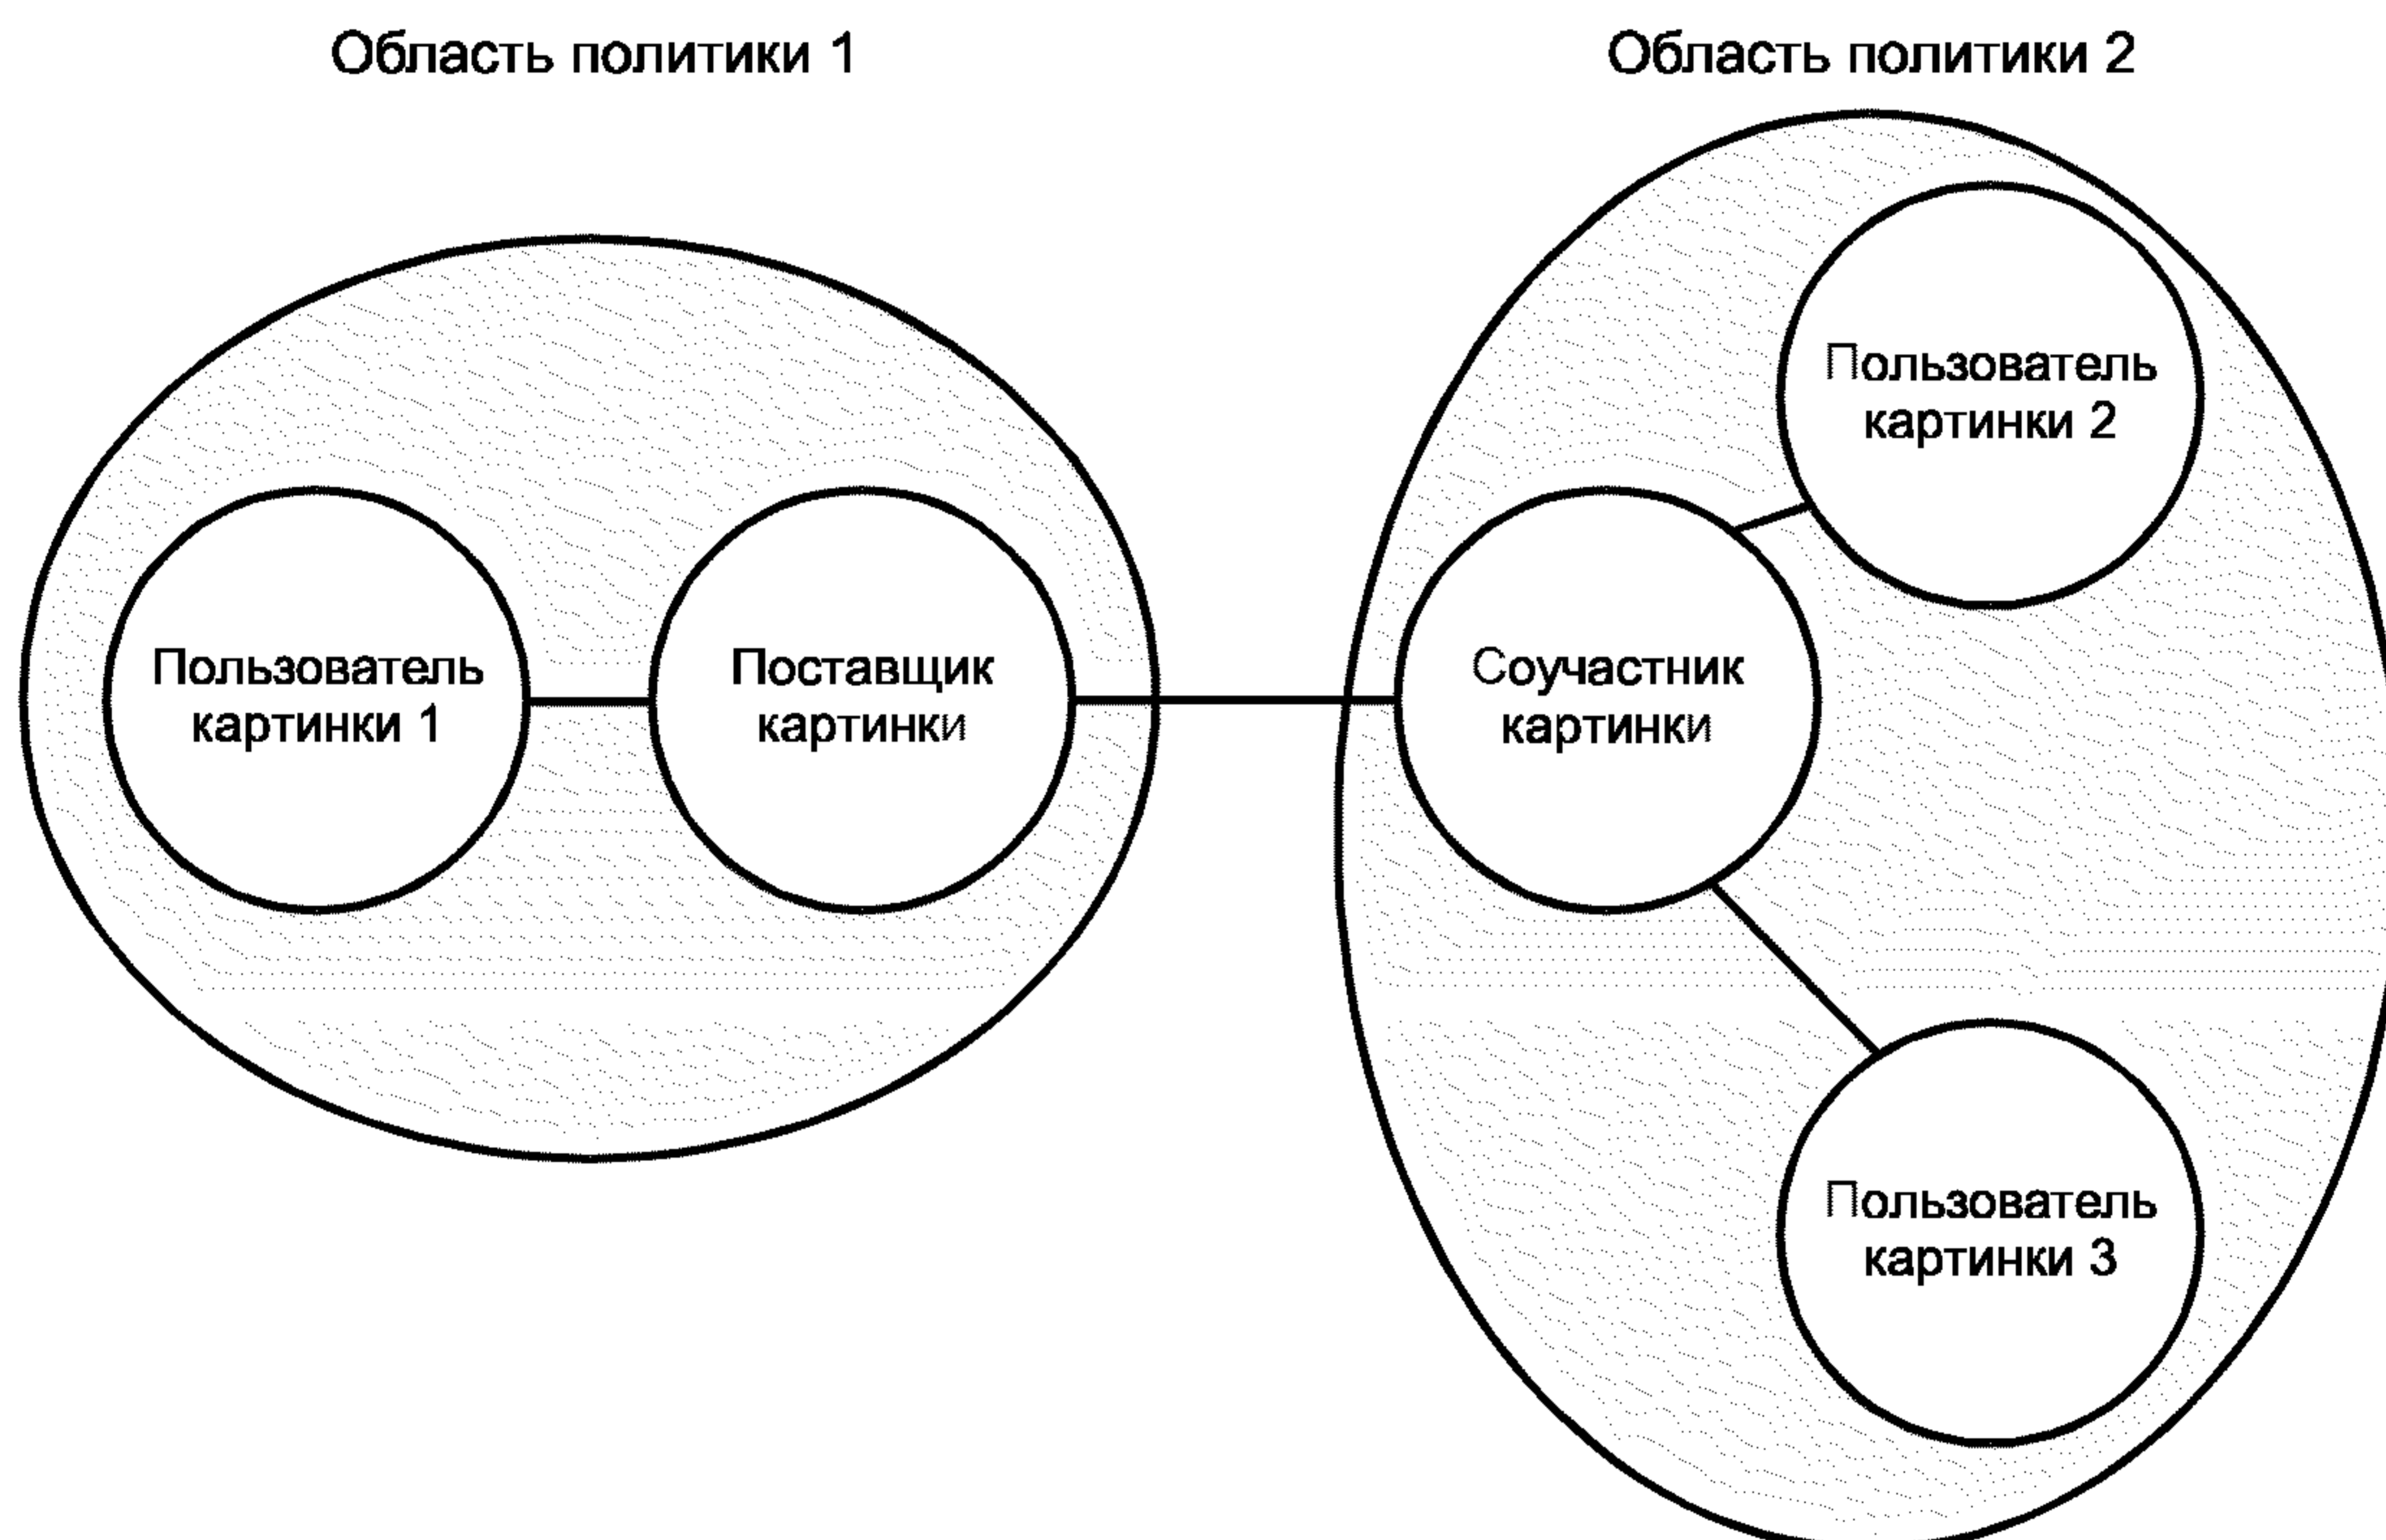 Область политики 1
Область политики 2
Пользователь
картинки 1
Поставщик
картинки
Соучастник
картинки
Пользователь
картинки 2
Пользователь
картинки 3